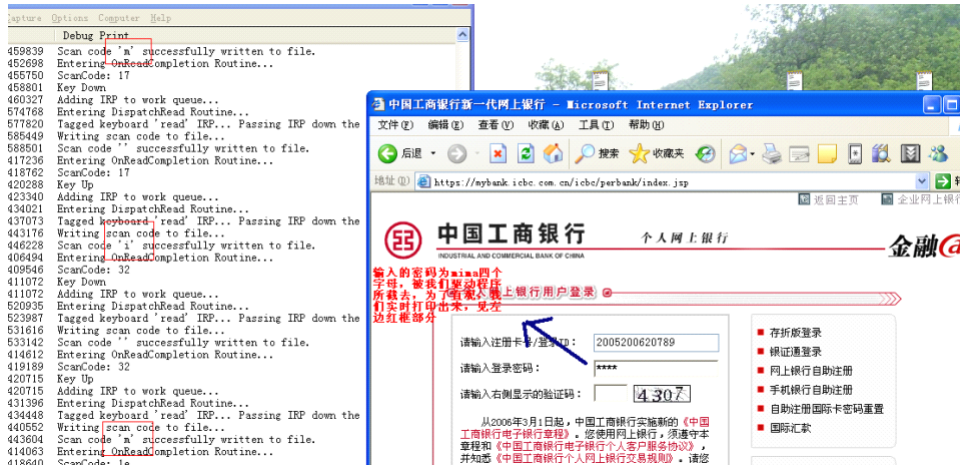 Capture Options Computer Help
Debug Print
459839 Scan code 'm' successfully written to file.
452698 Entering OnReadCompletion Routine...
455750 ScanCode: 17
458801 Key Down
460327 Adding IRP to work queue...
574768 Entering DispatchRead Routine...
577820 Tagged keyboard 'read' IRP... Passing IRP down the
585449 Writing scan code to file...
588501 Scan code '' successfully written to file.
417236 Entering OnReadCompletion Routine...
418762 ScanCode: 17
420288 Key Up
423340 Adding IRP to work queue...
434021 Entering DispatchRead Routine...
437073 Tagged keyboard 'read' IRP... Passing IRP down the
443176 Writing scan code to file...
446228 Scan code 'i' successfully written to file.
406494 Entering OnReadCompletion Routine...
409546 ScanCode: 32
411072 Key Down
411072 Adding IRP to work queue...
520935 Entering DispatchRead Routine...
523987 Tagged keyboard 'read' IRP... Passing IRP down the
531616 Writing scan code to file...
533142 Scan code '' successfully written to file.
414612 Entering OnReadCompletion Routine...
419189 ScanCode: 32
420715 Key Up
420715 Adding IRP to work queue...
431396 Entering DispatchRead Routine...
434448 Tagged keyboard 'read' IRP... Passing IRP down the
440552 Writing scan code to file...
443604 Scan code 'm' successfully written to file.
414063 Entering OnReadCompletion Routine...
418640 ScanCode: 1e
中国工商银行新一代网上银行 - Microsoft Internet Explorer
文件(F) 编辑(E) 查看(V) 收藏(A) 工具(T) 帮助(H)
后退 搜索 收藏夹
地址(D) https://mybank.icbc.com.cn/icbc/perbank/index.jsp 转
返回主页 企业网上银行
中国工商银行 个人网上银行 金融@
INDUSTRIAL AND COMMERCIAL BANK OF CHINA
输入的密码为mima四个
字母，被我们驱动程序
所截去，为了直观，我
们实时打印出来，见左
边红框部分
上银行用户登录
请输入注册卡号/登录ID： 2005200620789
请输入登录密码： ****
请输入右侧显示的验证码： 4307
从2006年3月1日起，中国工商银行实施新的《中国
工商银行电子银行章程》。您使用网上银行，须遵守本
章程和《中国工商银行电子银行个人客户服务协议》，
并知悉《中国工商银行个人网上银行交易规则》。请您
存折版登录
银证通登录
网上银行自助注册
手机银行自助注册
自助注册国际卡密码重置
国际汇款